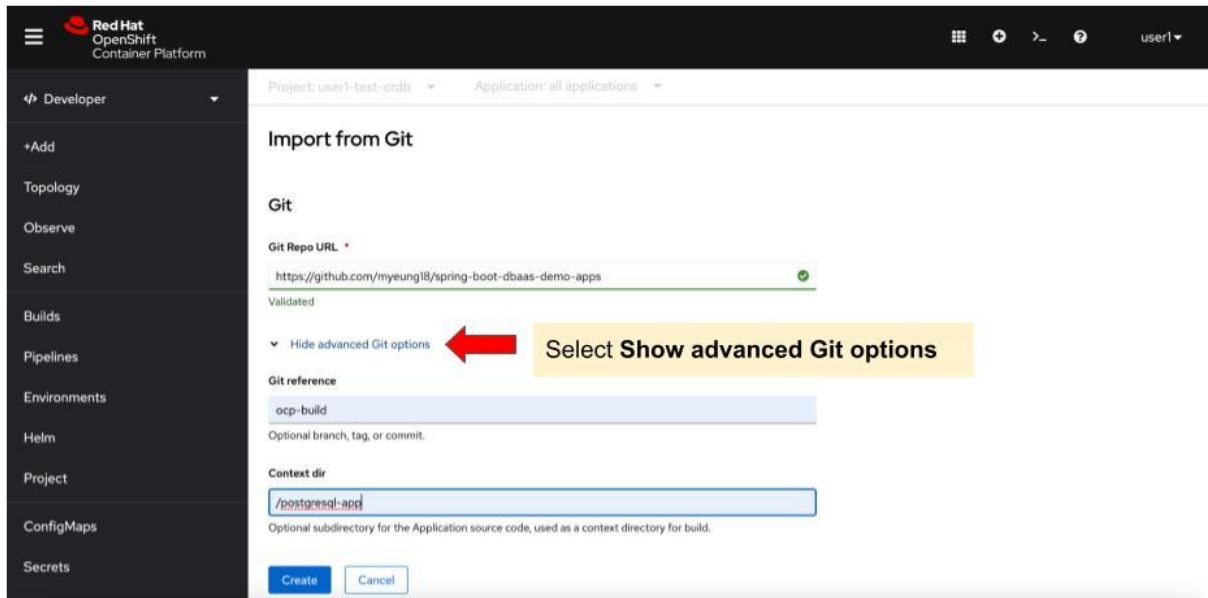 Red Hat
OpenShift
Container Platform
user1
Developer
Project: user1-test-crdb
Application: all applications
+Add
Topology
Observe
Search
Builds
Pipelines
Environments
Helm
Project
ConfigMaps
Secrets
Import from Git
Git
Git Repo URL *
https://github.com/myeung18/spring-boot-dbaas-demo-apps
Validated
Hide advanced Git options
Select Show advanced Git options
Git reference
ocp-build
Optional branch, tag, or commit.
Context dir
/postgresql-app
Optional subdirectory for the Application source code, used as a context directory for build.
Create
Cancel